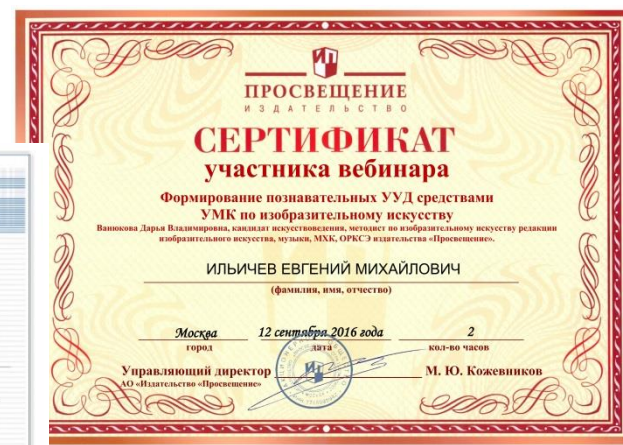 ПРОСВЕЩЕНИЕ
ИЗДАТЕЛЬСТВО
СЕРТИФИКАТ
участника вебинара
Формирование познавательных УУД средствами
УМК по изобразительному искусству
Ванюкова Дарья Владимировна, кандидат искусствоведения, методист по изобразительному искусству редакции
изобразительного искусства, музыки, МХК, ОРКСЭ издательства «Просвещение».
ИЛЬИЧЕВ ЕВГЕНИЙ МИХАЙЛОВИЧ
(фамилия, имя, отчество)
Москва 12 сентября 2016 года 2
город дата кол-во часов
Управляющий директор М. Ю. Кожевников
АО «Издательство «Просвещение»